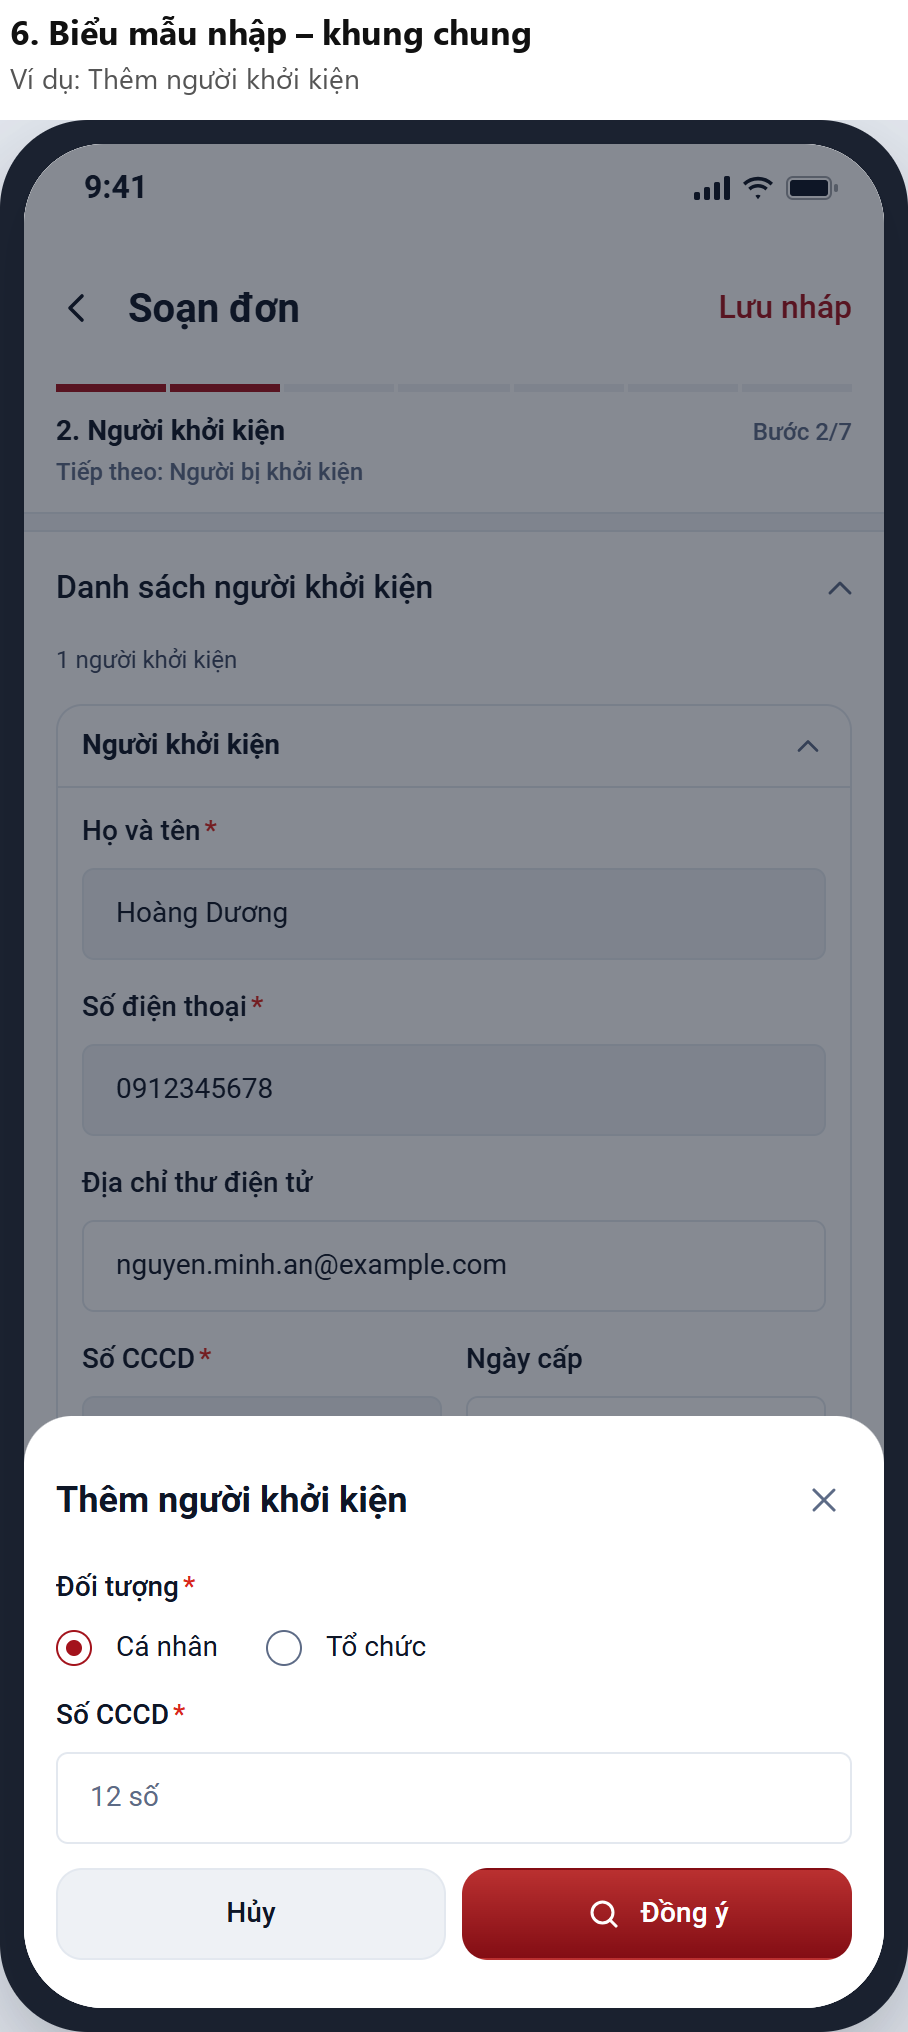 6. Biểu mẫu nhập – khung chung
Ví dụ: Thêm người khởi kiện
9:41
Soạn đơn
Lưu nháp
2. Người khởi kiện
Bước 2/7
Tiếp theo: Người bị khởi kiện
Danh sách người khởi kiện
1 người khởi kiện
Người khởi kiện
Họ và tên *
Hoàng Dương
Số điện thoại *
0912345678
Địa chỉ thư điện tử
nguyen.minh.an@example.com
Số CCCD * Ngày cấp
Thêm người khởi kiện
Đối tượng *
Cá nhân Tổ chức
Số CCCD *
12 số
Hủy Đồng ý